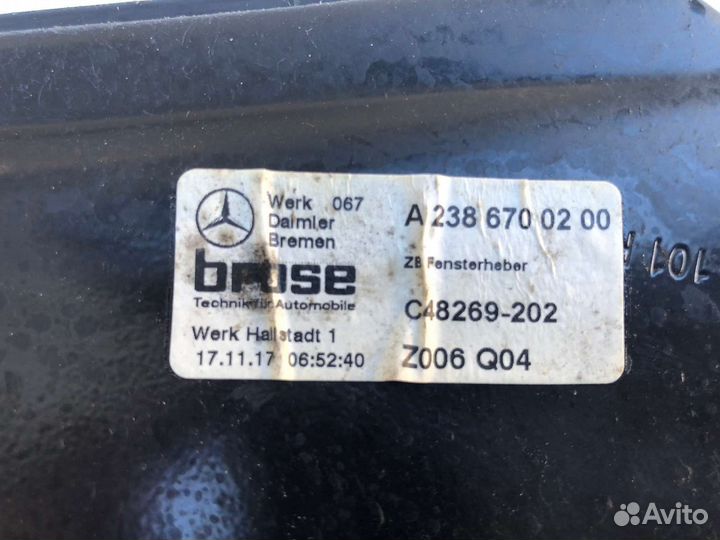 Werk 067
Daimler
Bremen
brose
Technik für Automobile
Werk Hallstadt 1
17.11.17 06:52:40
A 238 670 02 00
ZB Fensterheber
C48269-202
Z006 Q04
101
Avito